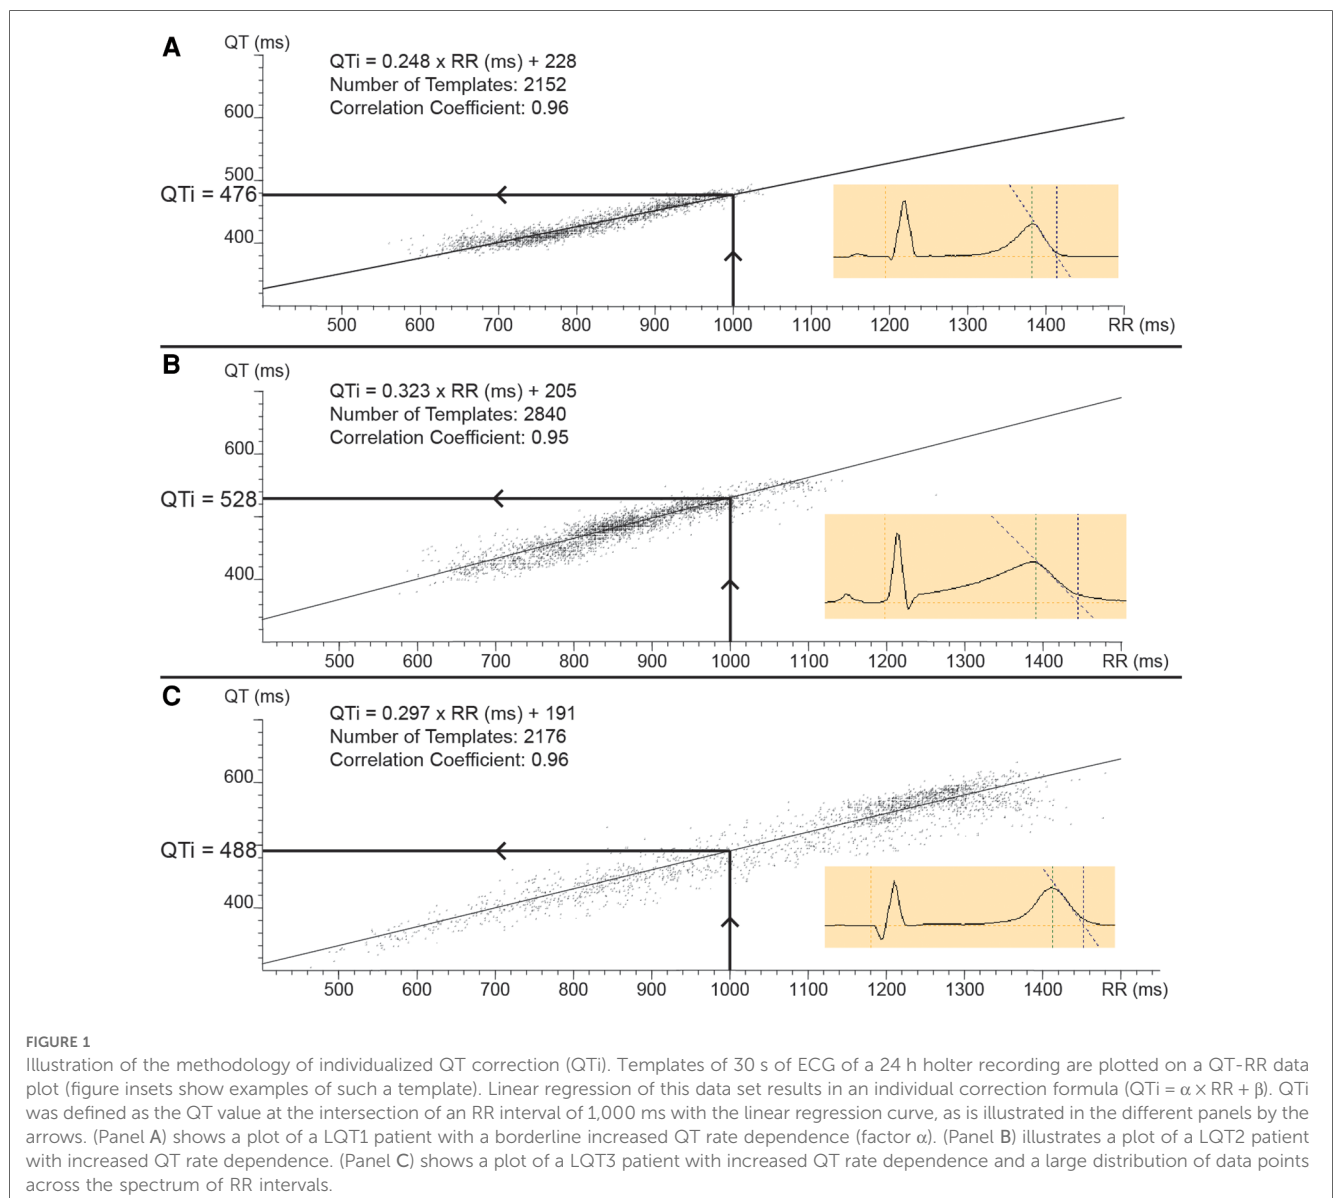 A
QT (ms)
QTi = 0.248 x RR (ms) + 228
Number of Templates: 2152
Correlation Coefficient: 0.96
600
500
QTi = 476
400
500 600 700 800 900 1000 1100 1200 1300 1400 RR (ms)
B
QT (ms)
QTi = 0.323 x RR (ms) + 205
Number of Templates: 2840
Correlation Coefficient: 0.95
600
QTi = 528
400
500 600 700 800 900 1000 1100 1200 1300 1400 RR (ms)
C
QT (ms)
QTi = 0.297 x RR (ms) + 191
Number of Templates: 2176
Correlation Coefficient: 0.96
600
QTi = 488
400
500 600 700 800 900 1000 1100 1200 1300 1400 RR (ms)
FIGURE 1
Illustration of the methodology of individualized QT correction (QTi). Templates of 30 s of ECG of a 24 h holter recording are plotted on a QT-RR data
plot (figure insets show examples of such a template). Linear regression of this data set results in an individual correction formula (QTi = α × RR + β). QTi
was defined as the QT value at the intersection of an RR interval of 1,000 ms with the linear regression curve, as is illustrated in the different panels by the
arrows. (Panel A) shows a plot of a LQT1 patient with a borderline increased QT rate dependence (factor α). (Panel B) illustrates a plot of a LQT2 patient
with increased QT rate dependence. (Panel C) shows a plot of a LQT3 patient with increased QT rate dependence and a large distribution of data points
across the spectrum of RR intervals.